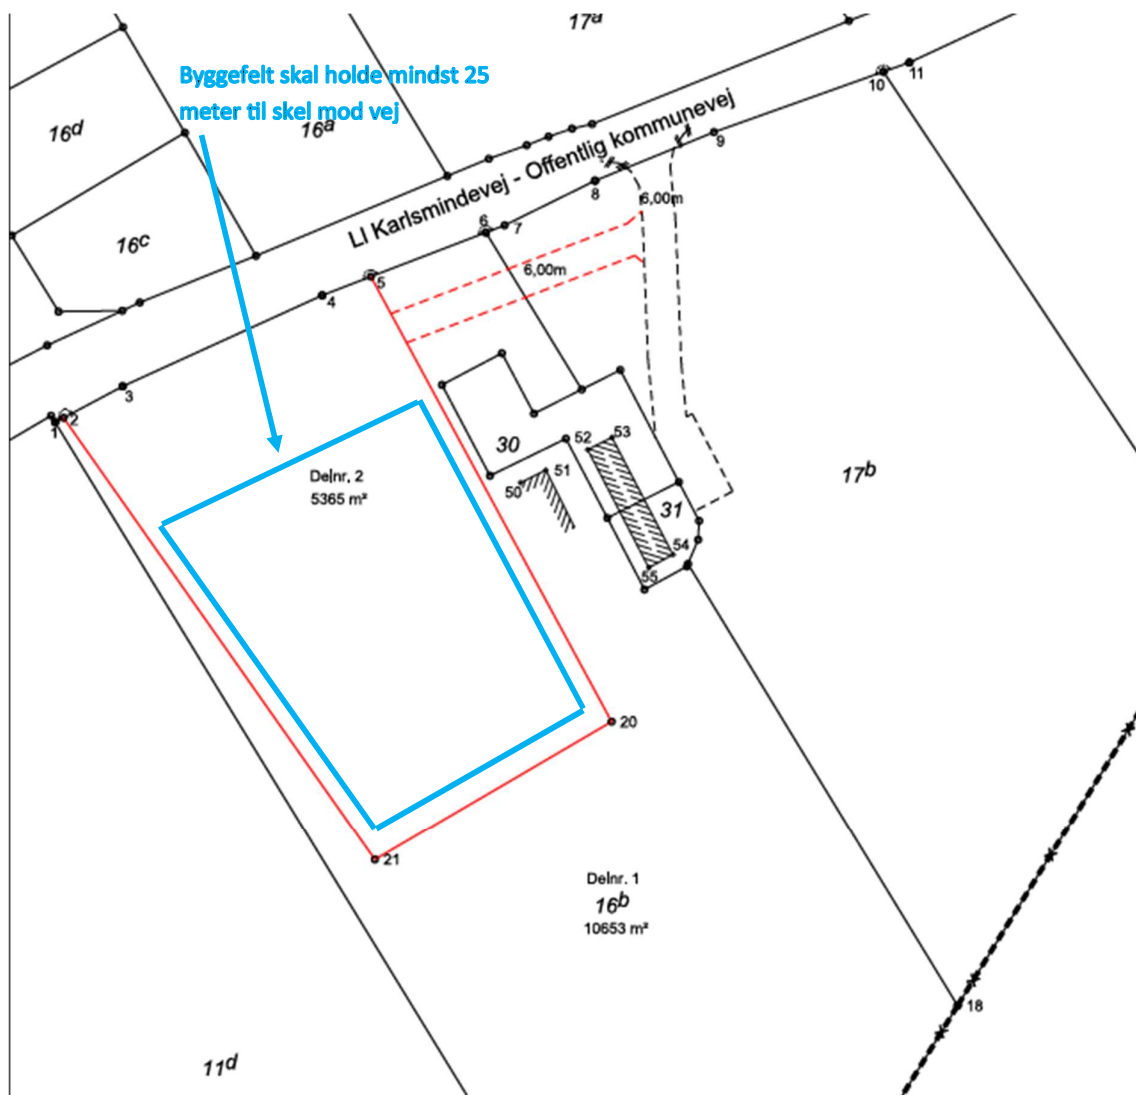 17a
11
10
Byggefelt skal holde mindst 25
meter til skel mod vej
16d
16a
9
LI Karlsmindevej - Offentlig kommunevej
8
6,00m
6
7
16c
6,00m
5
4
3
2
1
52
53
30
51
50
17b
Delnr. 2
5365 m²
31
54
55
20
21
Delnr. 1
16b
10653 m²
18
11d